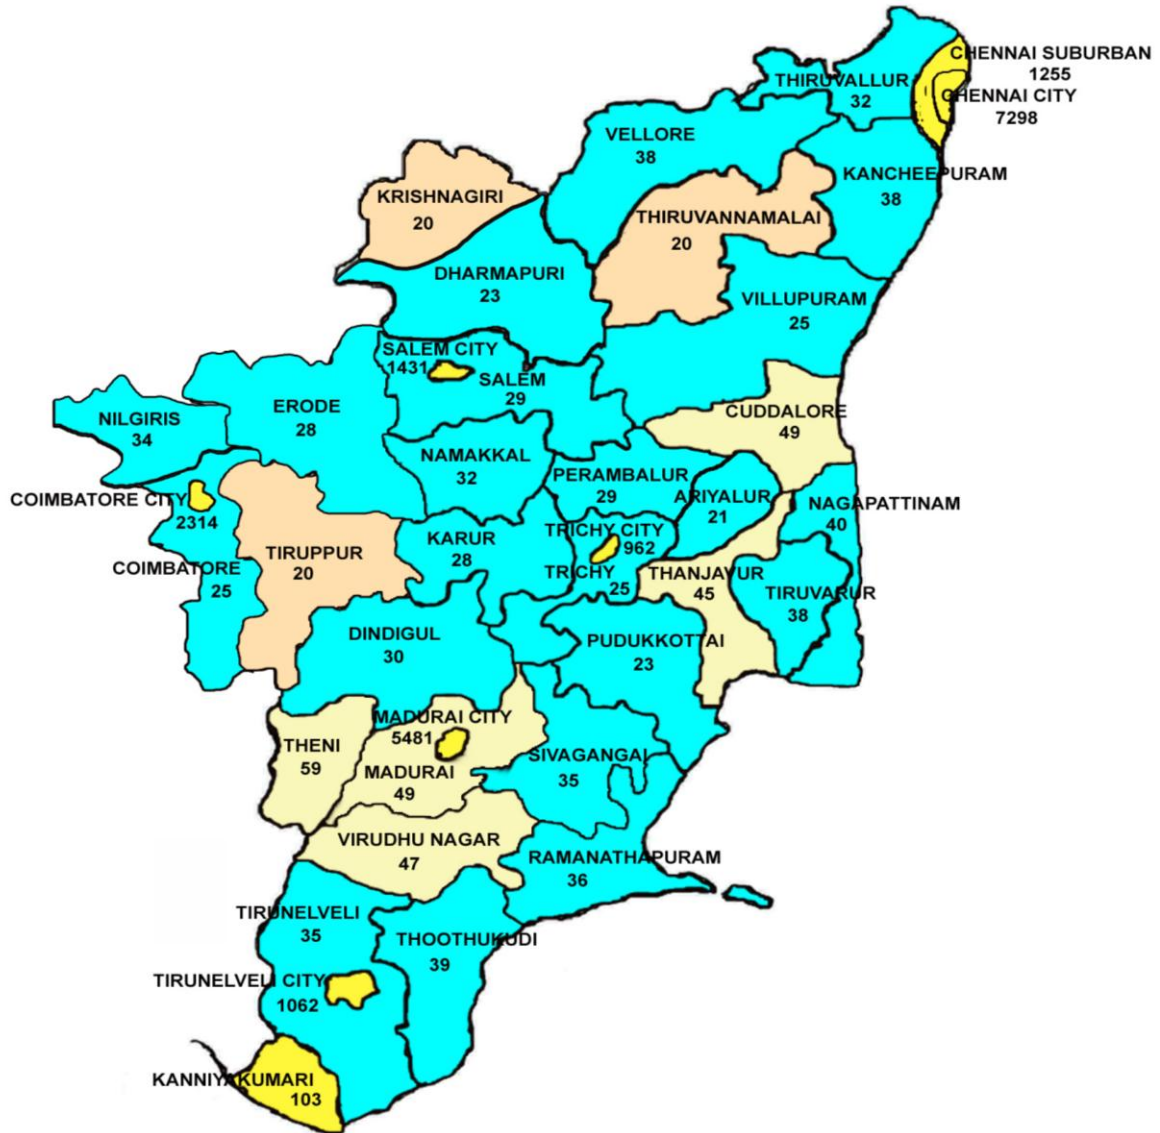 CHENNAI SUBURBAN
1255
THIRUVALLUR
32
CHENNAI CITY
7298
VELLORE
38
KANCHEEPURAM
38
KRISHNAGIRI
20
THIRUVANNAMALAI
20
DHARMAPURI
23
VILLUPURAM
25
SALEM CITY
1431
SALEM
29
NILGIRIS
34
ERODE
28
CUDDALORE
49
NAMAKKAL
32
PERAMBALUR
29
ARIYALUR
21
NAGAPATTINAM
40
COIMBATORE CITY
2314
TRICHY CITY
962
KARUR
28
TIRUPPUR
20
COIMBATORE
25
TRICHY
25
THANJAVUR
45
TIRUVARUR
38
DINDIGUL
30
PUDUKKOTTAI
23
MADURAI CITY
5481
THENI
59
MADURAI
49
SIVAGANGAI
35
VIRUDHU NAGAR
47
RAMANATHAPURAM
36
TIRUNELVELI
35
THOOTHUKUDI
39
TIRUNELVELI CITY
1062
KANNIYAKUMARI
103